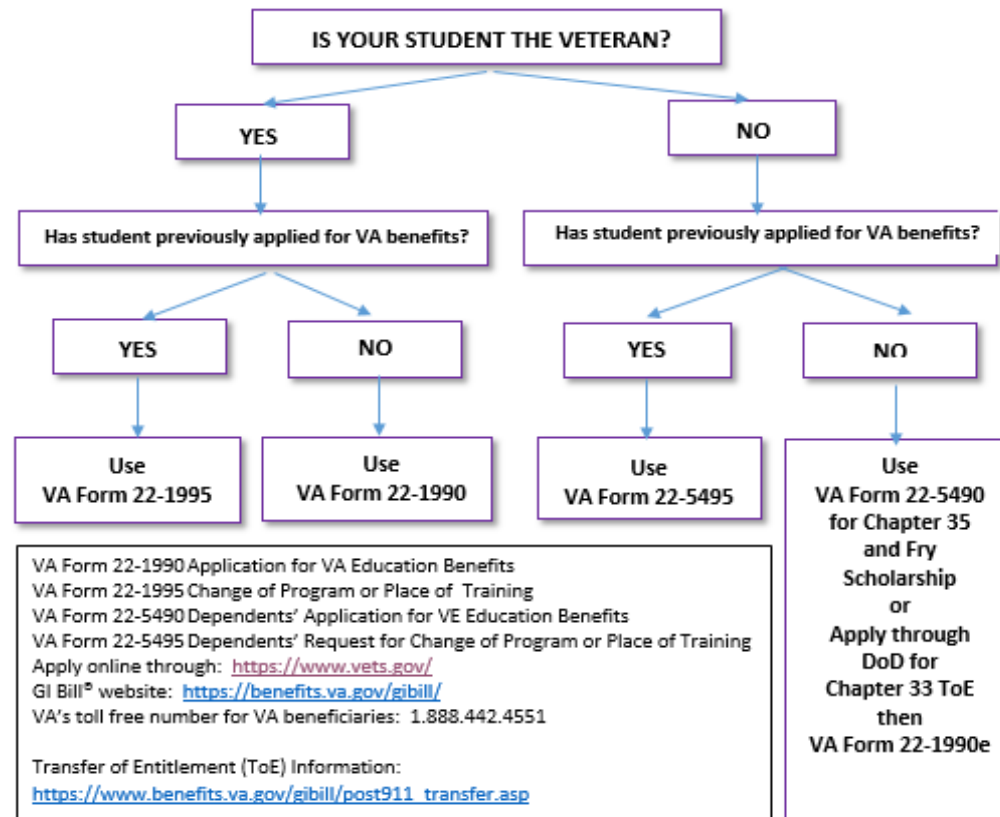 IS YOUR STUDENT THE VETERAN?
YES
NO
Has student previously applied for VA benefits?
Has student previously applied for VA benefits?
YES
NO
YES
NO
Use
VA Form 22-1995
Use
VA Form 22-1990
Use
VA Form 22-5495
Use
VA Form 22-5490
for Chapter 35
and Fry
Scholarship
or
Apply through
DoD for
Chapter 33 ToE
then
VA Form 22-1990e
VA Form 22-1990 Application for VA Education Benefits
VA Form 22-1995 Change of Program or Place of Training
VA Form 22-5490 Dependents’ Application for VE Education Benefits
VA Form 22-5495 Dependents’ Request for Change of Program or Place of Training
Apply online through: https://www.vets.gov/
GI Bill® website: https://benefits.va.gov/gibill/
VA’s toll free number for VA beneficiaries: 1.888.442.4551
Transfer of Entitlement (ToE) Information:
https://www.benefits.va.gov/gibill/post911_transfer.asp